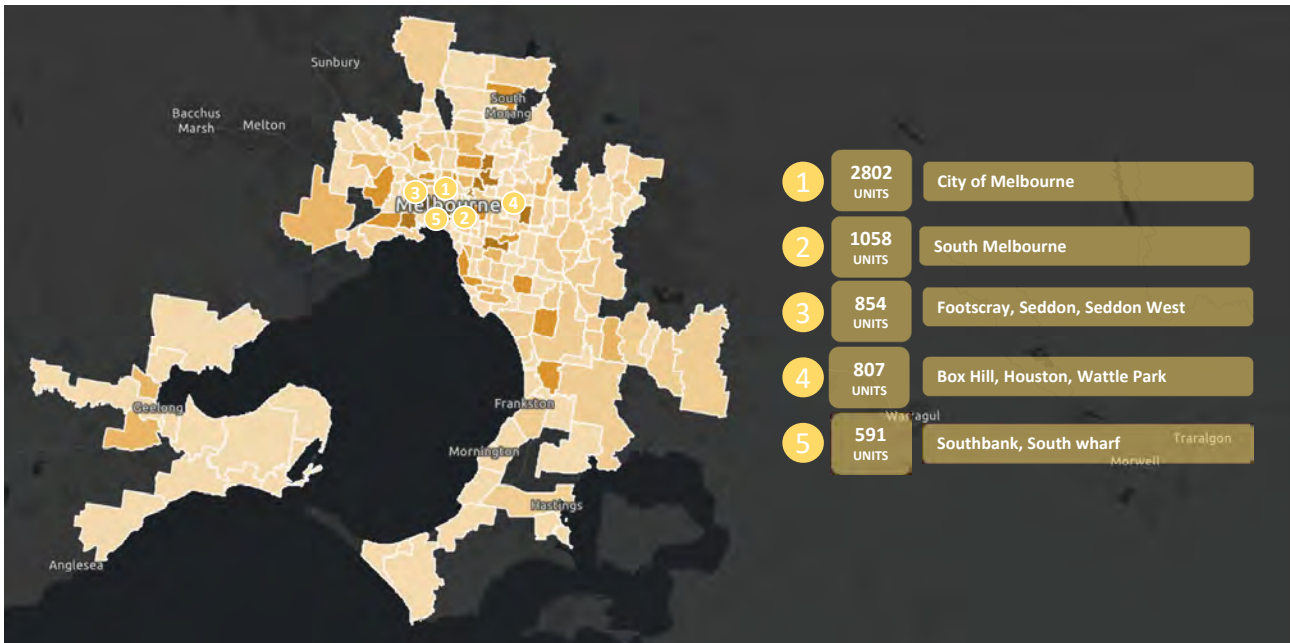 Sunbury
Bacchus
Marsh
Melton
South
Morang
3
1
Melbourne
4
5
2
Geelong
Frankston
Mornington
Hastings
Anglesea
1
2802
UNITS
City of Melbourne
2
1058
UNITS
South Melbourne
3
854
UNITS
Footscray, Seddon, Seddon West
4
807
UNITS
Box Hill, Houston, Wattle Park
Warragul
5
591
UNITS
Southbank, South wharf
Traralgon
Morwell